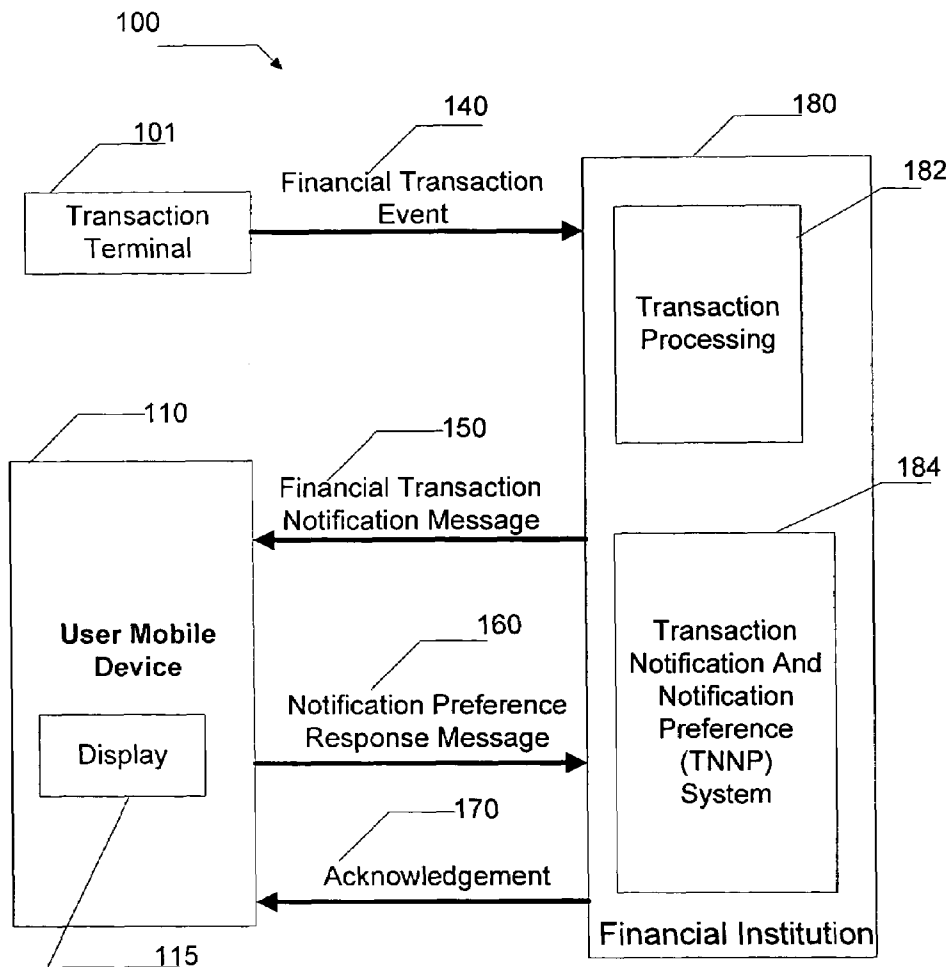 100
101
Transaction
Terminal
140
Financial Transaction
Event
180
182
Transaction
Processing
110
User Mobile
Device
Display
115
150
Financial Transaction
Notification Message
160
Notification Preference
Response Message
170
Acknowledgement
184
Transaction
Notification And
Notification
Preference
(TNNP)
System
Financial Institution